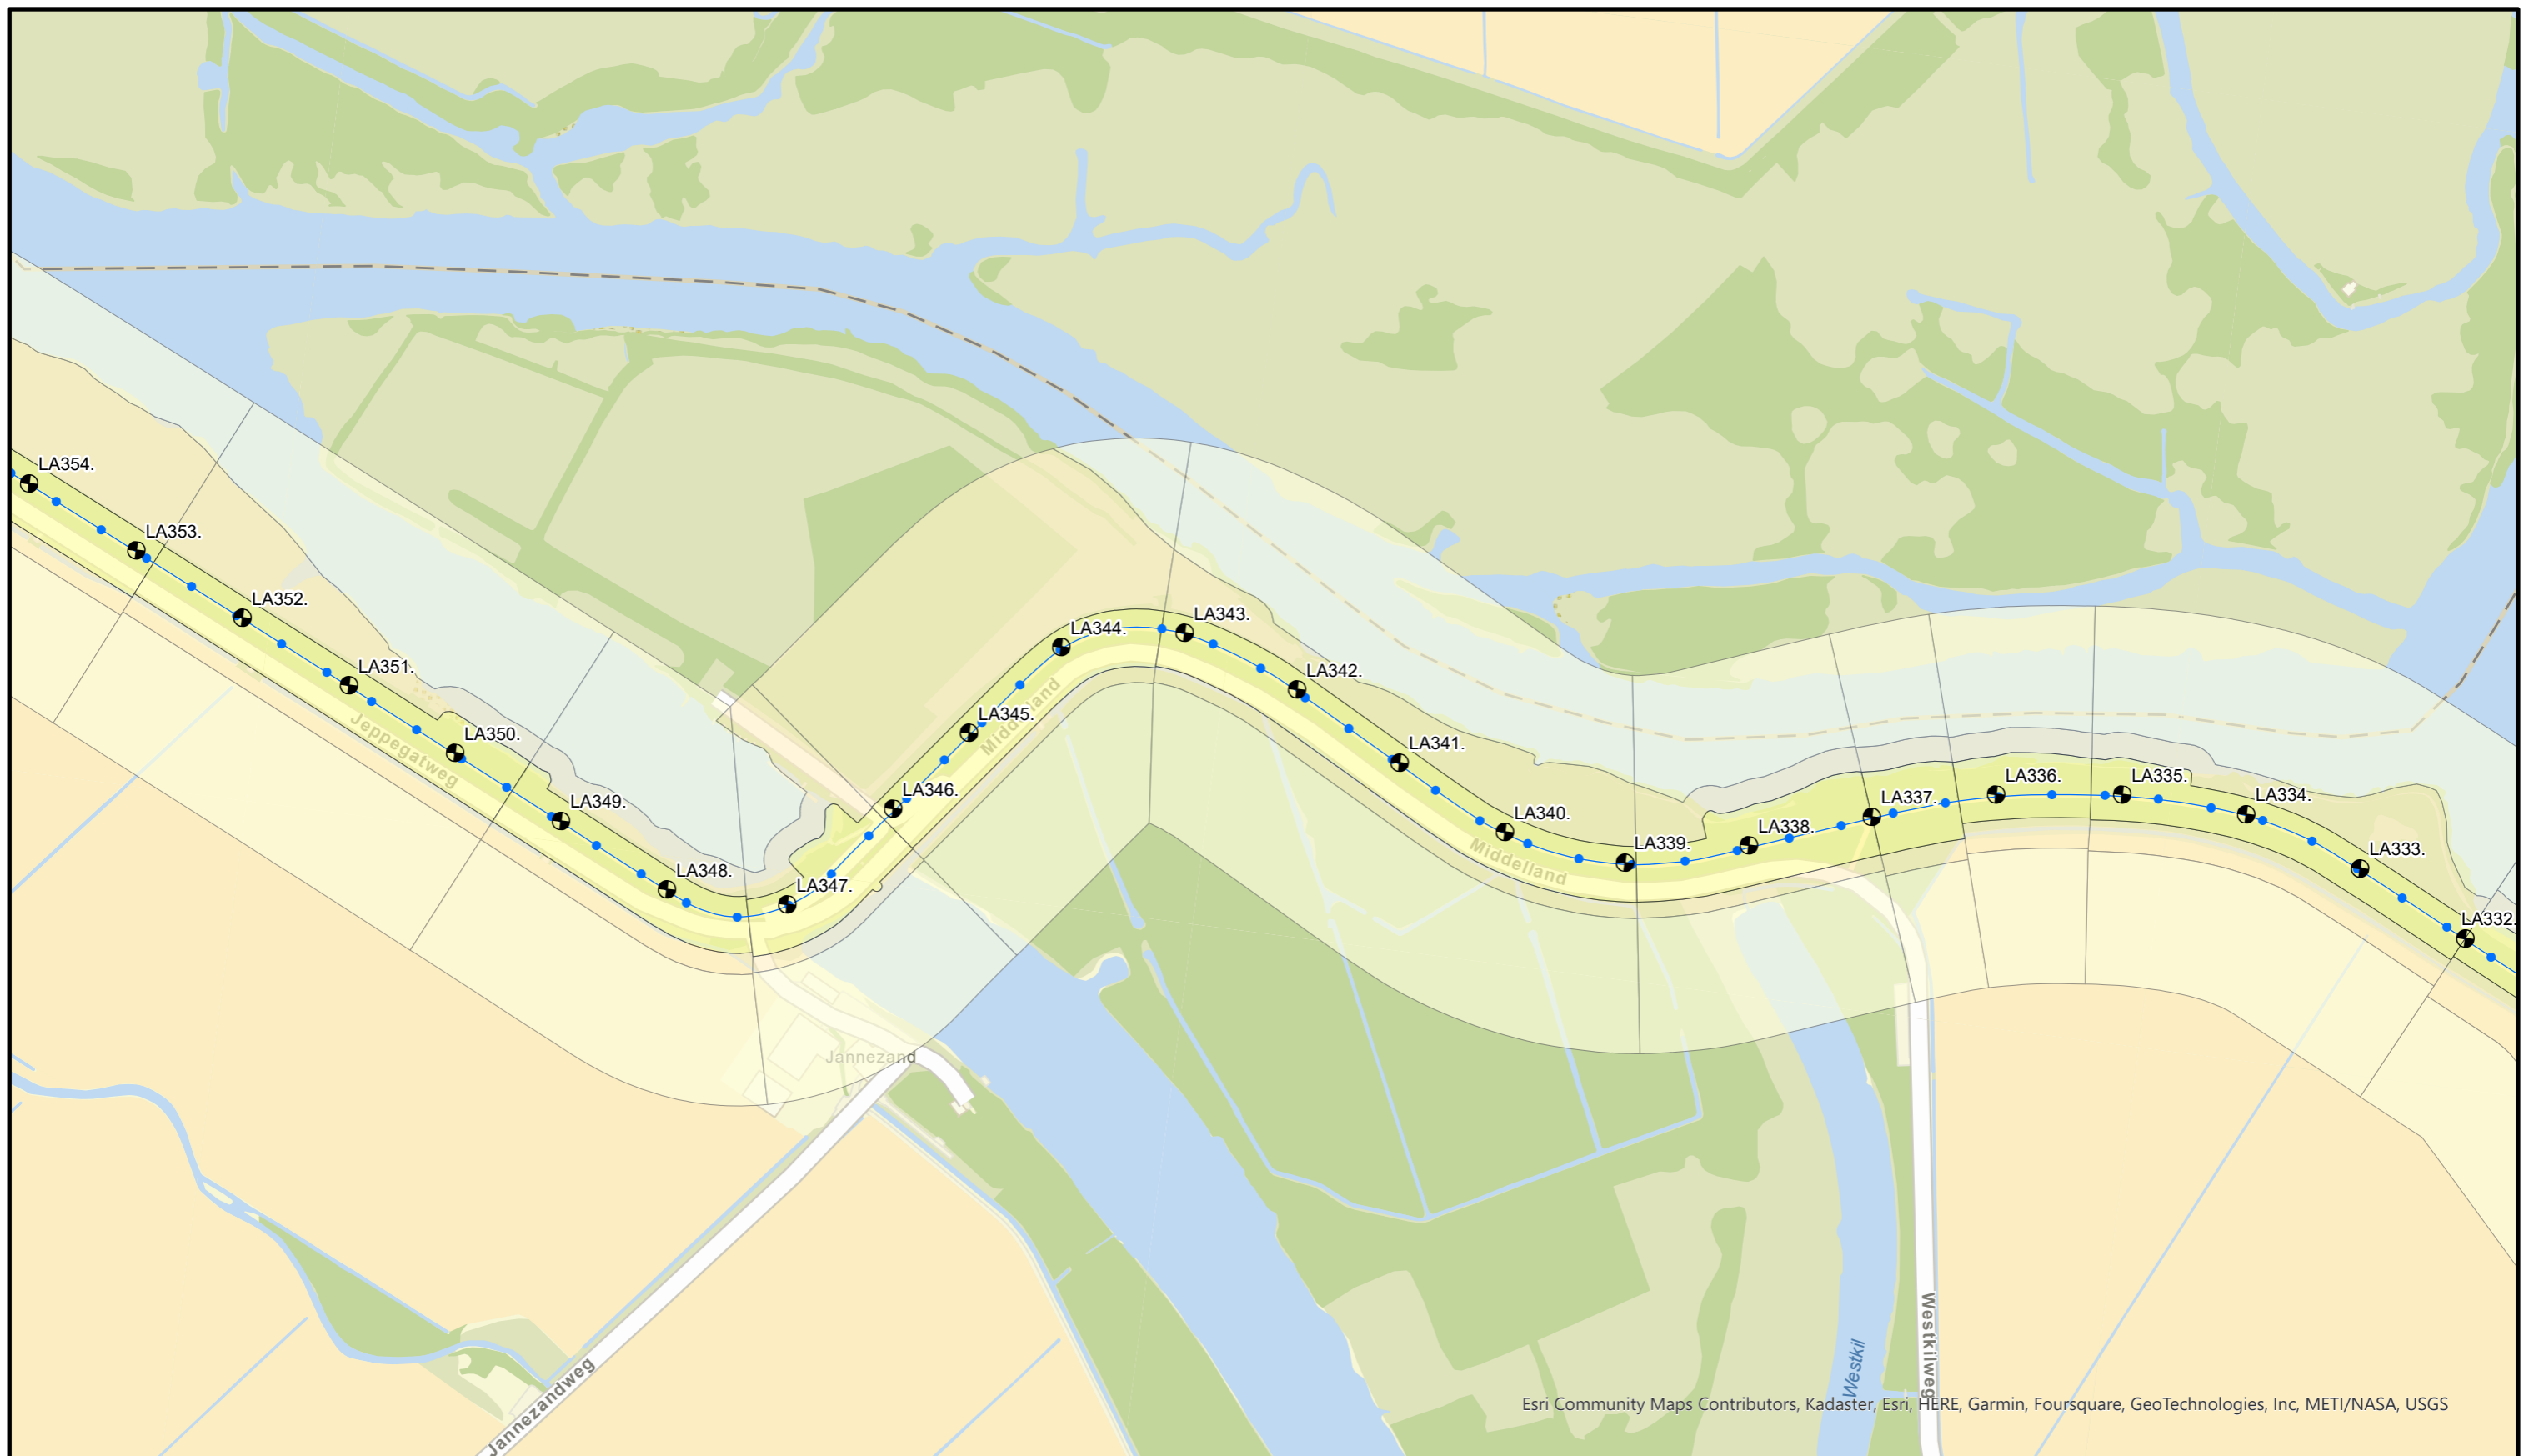 LA354.
LA353.
LA352.
LA351.
LA350.
LA349.
LA348.
LA347.
LA346.
LA345.
LA344.
LA343.
LA342.
LA341.
LA340.
LA339.
LA338.
LA337.
LA336.
LA335.
LA334.
LA333.
LA332.
Jeppegatweg
Middelland
Middelland
Jannezand
Jannezandweg
Westkil
Westkilweg
Esri Community Maps Contributors, Kadaster, Esri, HERE, Garmin, Foursquare, GeoTechnologies, Inc, METI/NASA, USGS